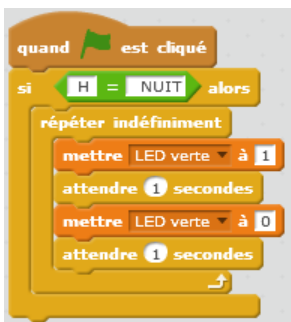 quand est cliqué
si H = NUIT alors
répéter indéfiniment
mettre LED verte à 1
attendre 1 secondes
mettre LED verte à 0
attendre 1 secondes